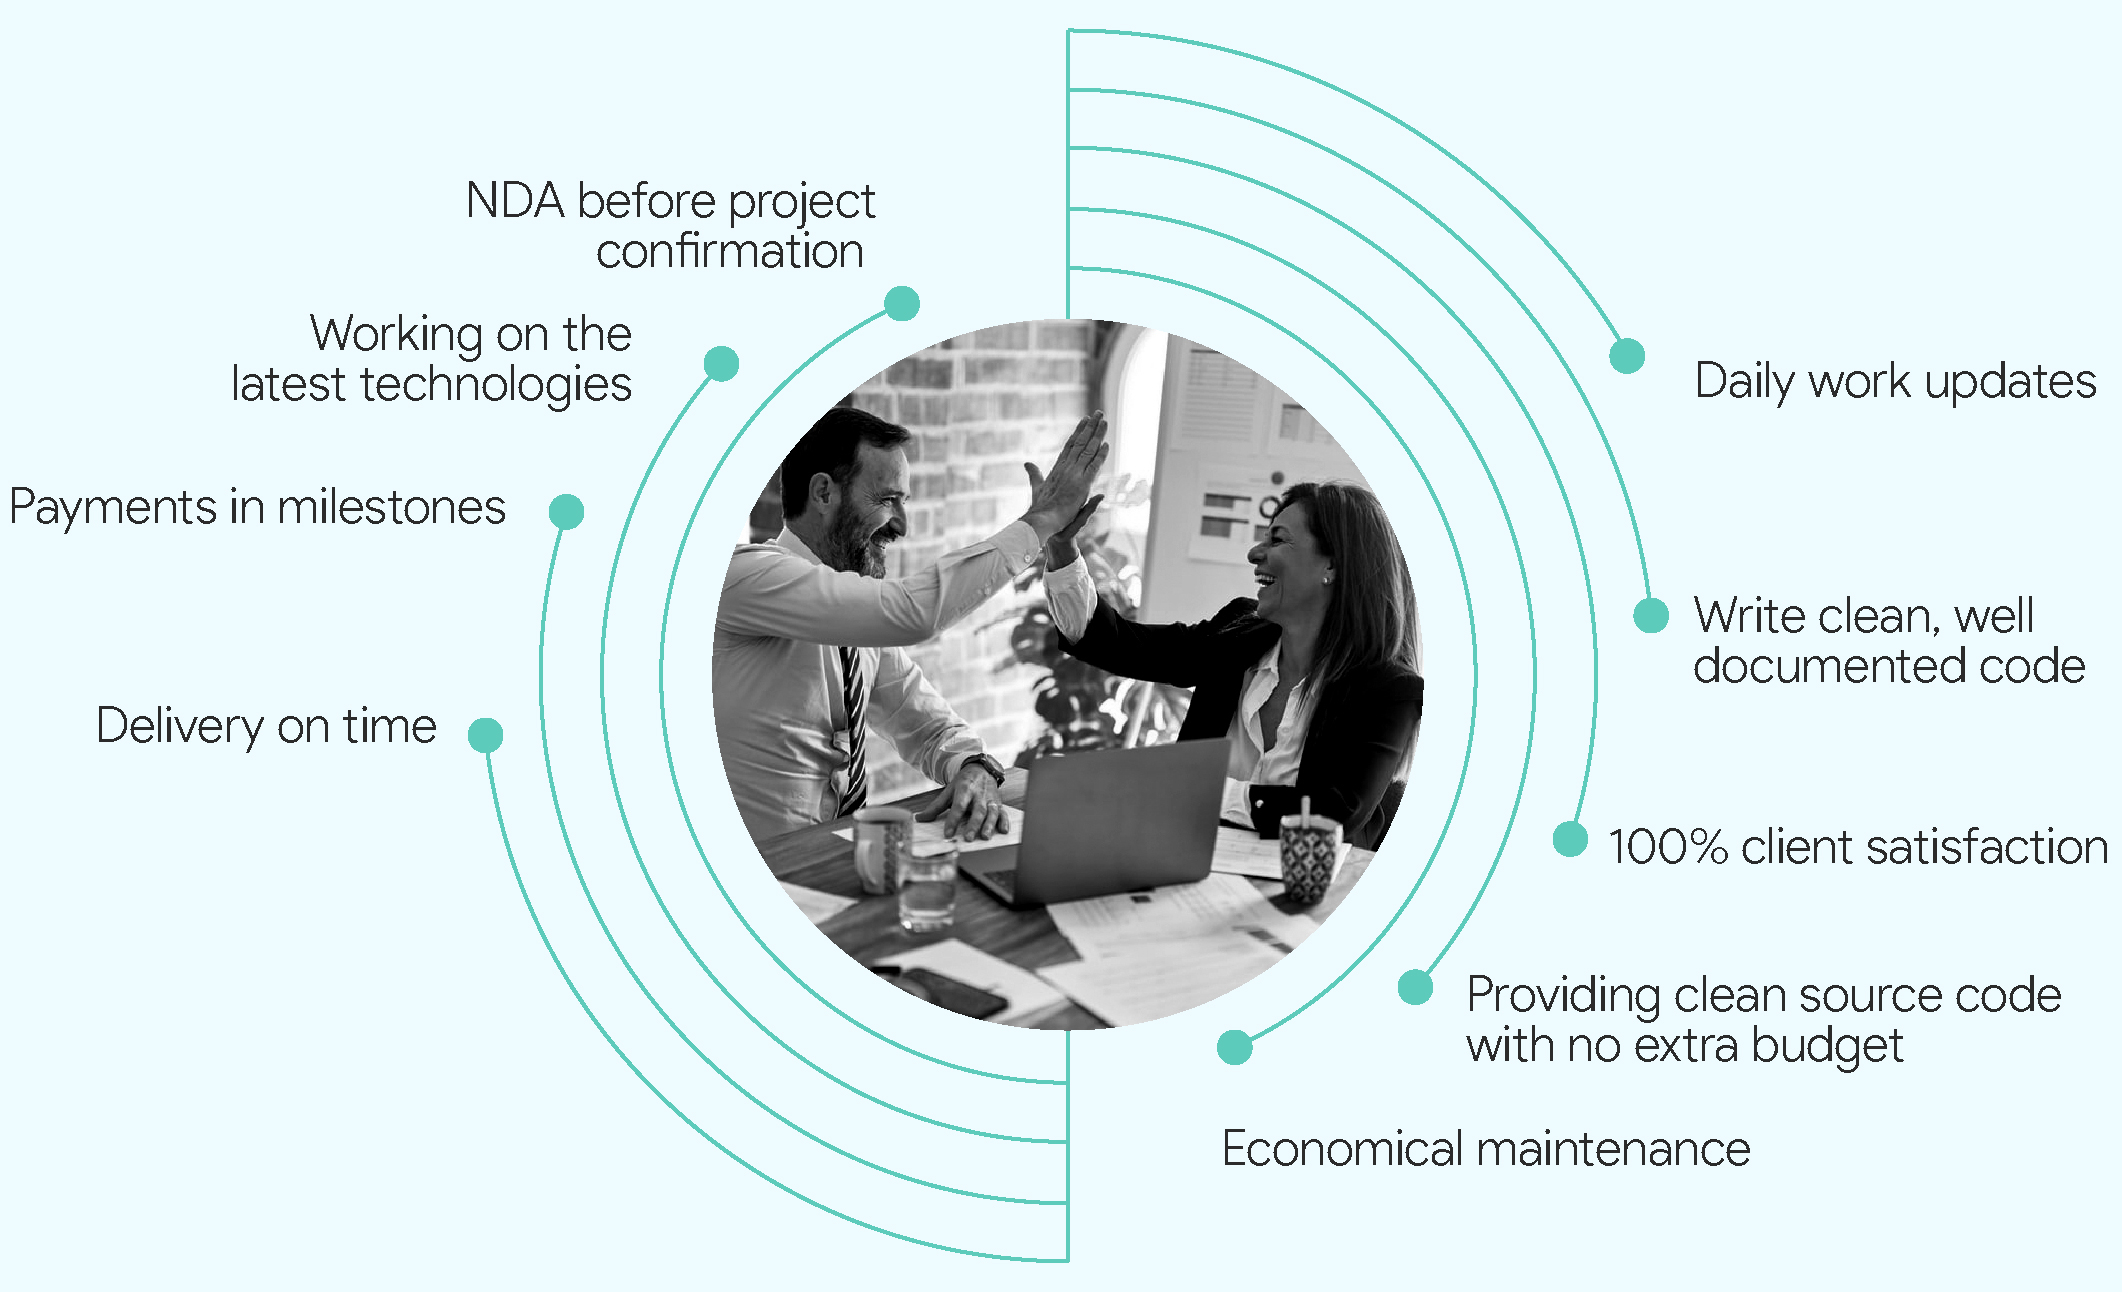 NDA before project
confirmation
Working on the
latest technologies
Payments in milestones
Delivery on time
Daily work updates
Write clean, well
documented code
100% client satisfaction
Providing clean source code
with no extra budget
Economical maintenance